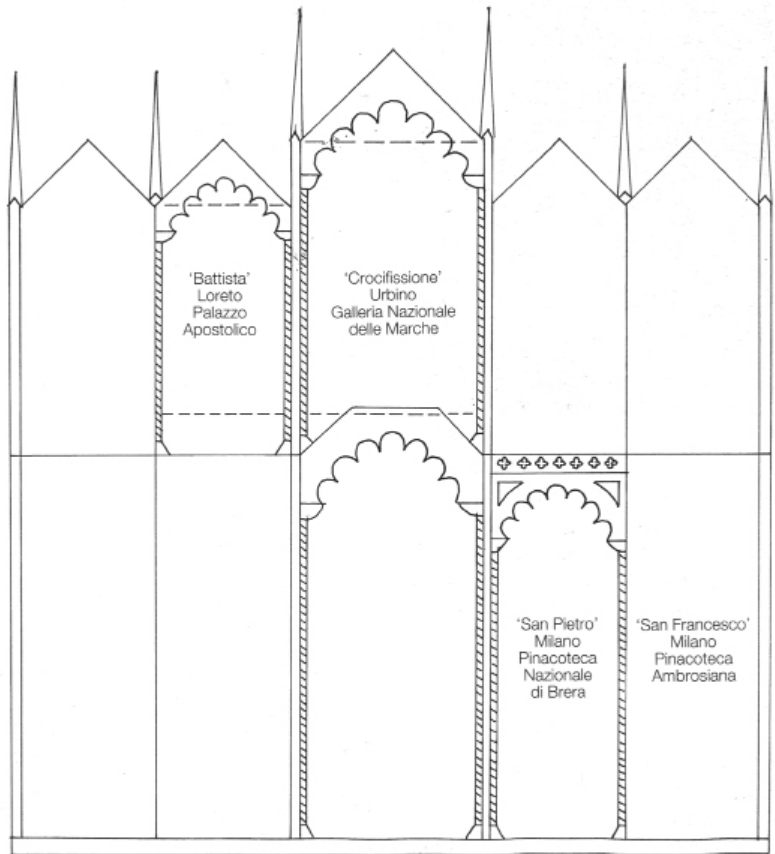 'Battista'
Loreto
Palazzo
Apostolico
'Crocifissione'
Urbino
Galleria Nazionale
delle Marche
'San Pietro'
Milano
Pinacoteca
Nazionale
di Brera
'San Francesco'
Milano
Pinacoteca
Ambrosiana